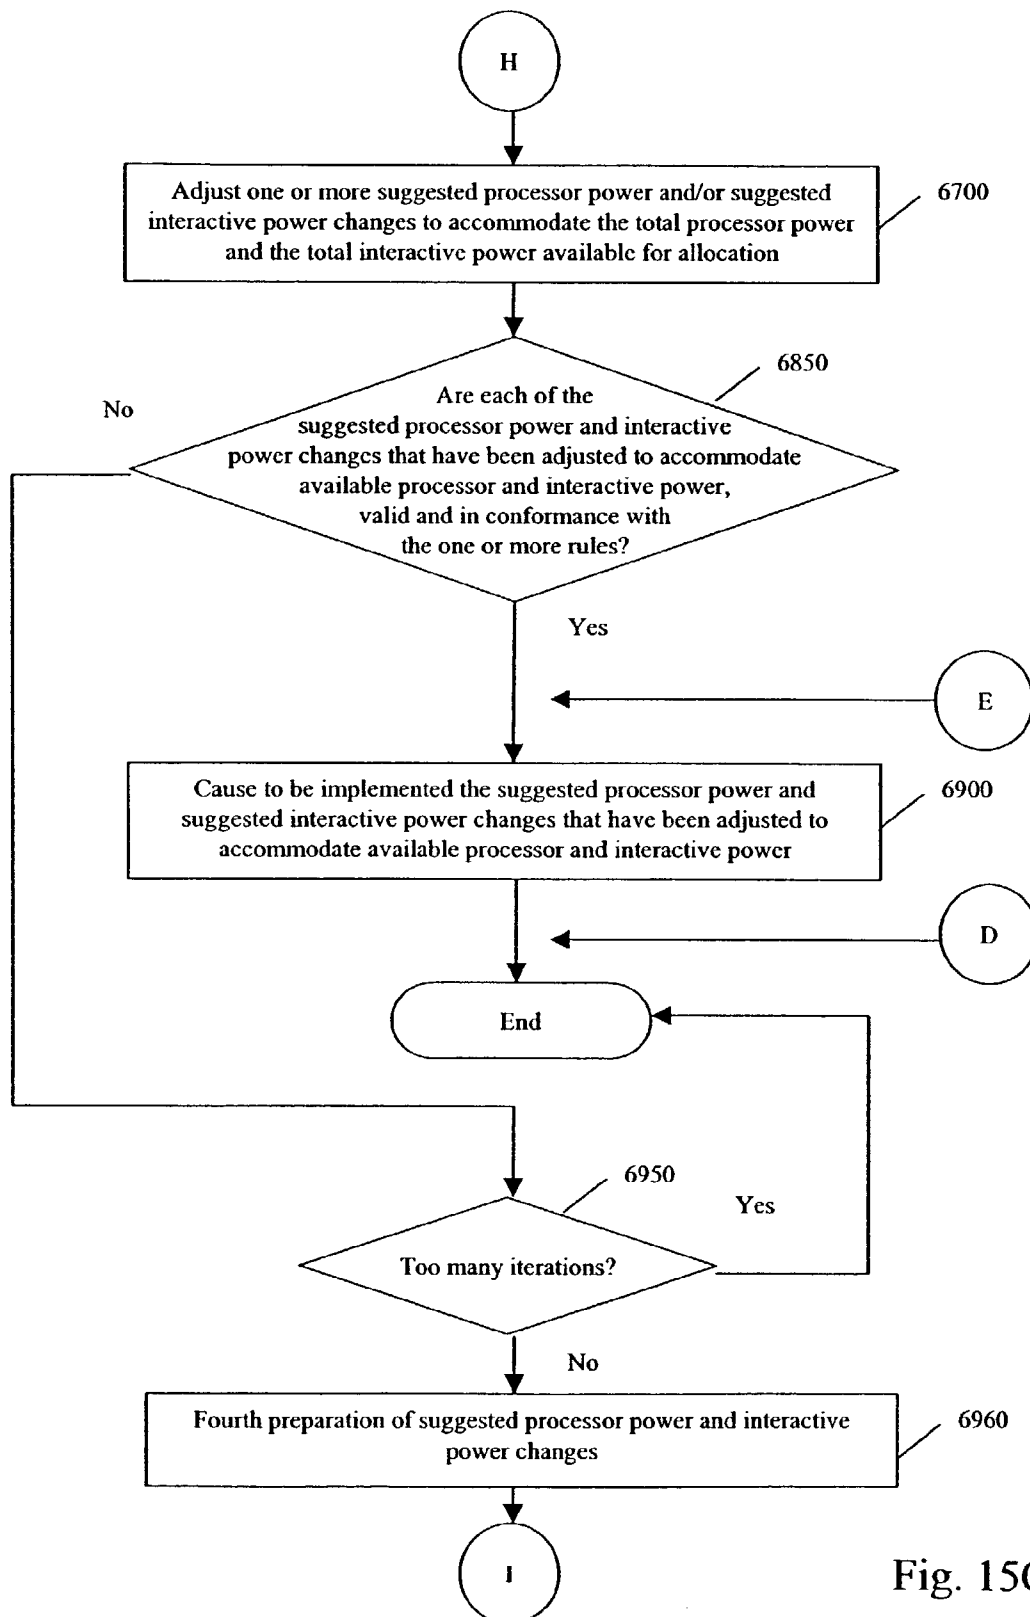 H
Adjust one or more suggested processor power and/or suggested
interactive power changes to accommodate the total processor power
and the total interactive power available for allocation
6700
6850
No
Are each of the
suggested processor power and interactive
power changes that have been adjusted to accommodate
available processor and interactive power,
valid and in conformance with
the one or more rules?
Yes
E
Cause to be implemented the suggested processor power and
suggested interactive power changes that have been adjusted to
accommodate available processor and interactive power
6900
D
End
6950
Yes
Too many iterations?
No
Fourth preparation of suggested processor power and interactive
power changes
6960
Fig.